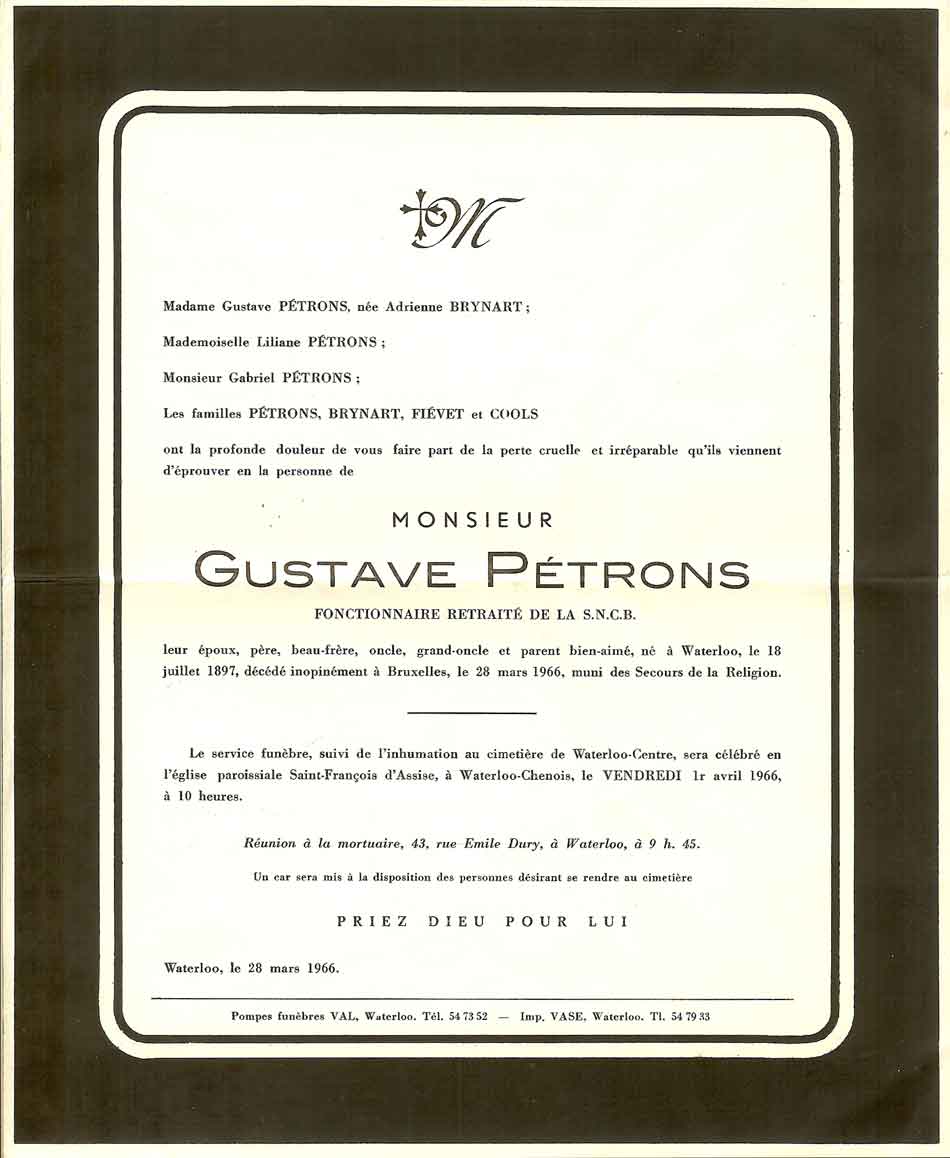 M
Madame Gustave PÉTRONS, née Adrienne BRYNART ;
Mademoiselle Liliane PÉTRONS ;
Monsieur Gabriel PÉTRONS ;
Les familles PÉTRONS, BRYNART, FIÉVET et COOLS
ont la profonde douleur de vous faire part de la perte cruelle et irréparable qu'ils viennent
d'éprouver en la personne de
MONSIEUR
GUSTAVE PÉTRONS
FONCTIONNAIRE RETRAITÉ DE LA S.N.C.B.
leur époux, père, beau-frère, oncle, grand-oncle et parent bien-aimé, né à Waterloo, le 18
juillet 1897, décédé inopinément à Bruxelles, le 28 mars 1966, muni des Secours de la Religion.
Le service funèbre, suivi de l'inhumation au cimetière de Waterloo-Centre, sera célébré en
l'église paroissiale Saint-François d'Assise, à Waterloo-Chenois, le VENDREDI 1r avril 1966,
à 10 heures.
Réunion à la mortuaire, 43, rue Emile Dury, à Waterloo, à 9 h. 45.
Un car sera mis à la disposition des personnes désirant se rendre au cimetière
PRIEZ DIEU POUR LUI
Waterloo, le 28 mars 1966.
Pompes funèbres VAL, Waterloo. Tél. 54 73 52 — Imp. VASE, Waterloo. Tl. 54 79 33